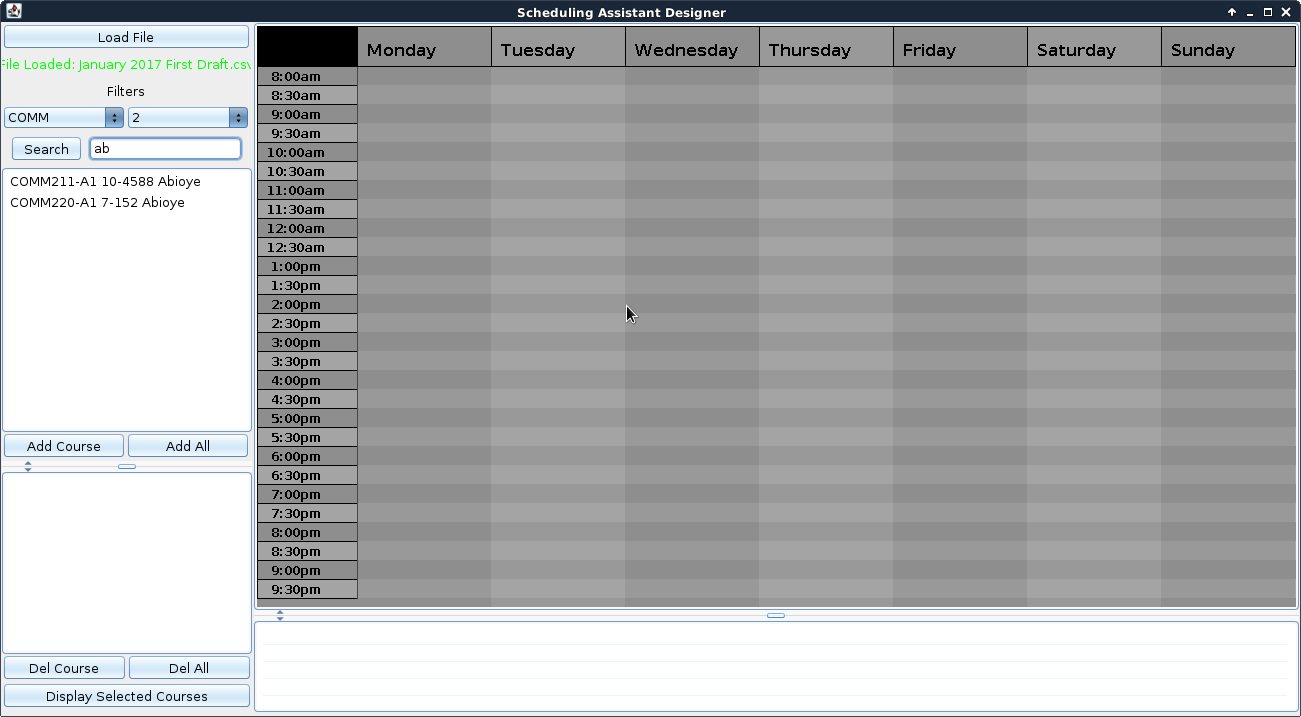 Scheduling Assistant Designer
Load File
File Loaded: January 2017 First Draft.csv
Filters
COMM 2
Search ab
COMM211-A1 10-4588 Abioye
COMM220-A1 7-152 Abioye
Add Course Add All
Del Course Del All
Display Selected Courses
Monday Tuesday Wednesday Thursday Friday Saturday Sunday
8:00am
8:30am
9:00am
9:30am
10:00am
10:30am
11:00am
11:30am
12:00am
12:30am
1:00pm
1:30pm
2:00pm
2:30pm
3:00pm
3:30pm
4:00pm
4:30pm
5:00pm
5:30pm
6:00pm
6:30pm
7:00pm
7:30pm
8:00pm
8:30pm
9:00pm
9:30pm